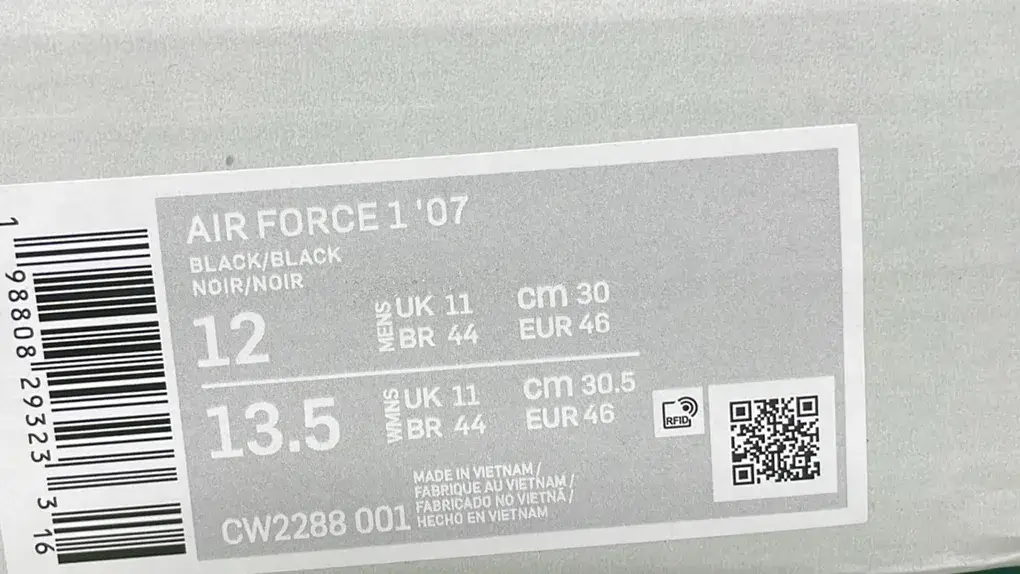 AIR FORCE 1 '07
BLACK/BLACK
NOIR/NOIR
12
MENS
UK 11 cm 30
BR 44 EUR 46
13.5
WMNS
UK 11 cm 30.5
BR 44 EUR 46
RFID
MADE IN VIETNAM /
FABRIQUE AU VIETNAM /
FABRICADO NO VIETNÃ /
HECHO EN VIETNAM
CW2288 001
1 98808 29323 3 16